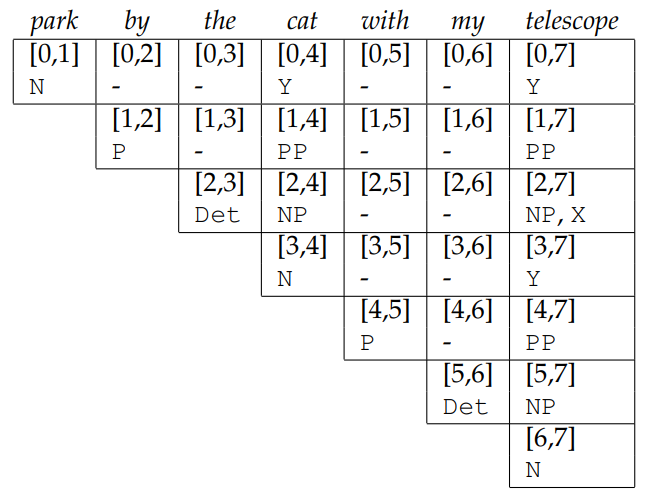 park by the cat with my telescope
[0,1] [0,2] [0,3] [0,4] [0,5] [0,6] [0,7]
N - - Y - - Y
[1,2] [1,3] [1,4] [1,5] [1,6] [1,7]
P - PP - - PP
[2,3] [2,4] [2,5] [2,6] [2,7]
Det NP - - NP, X
[3,4] [3,5] [3,6] [3,7]
N - - Y
[4,5] [4,6] [4,7]
P - PP
[5,6] [5,7]
Det NP
[6,7]
N